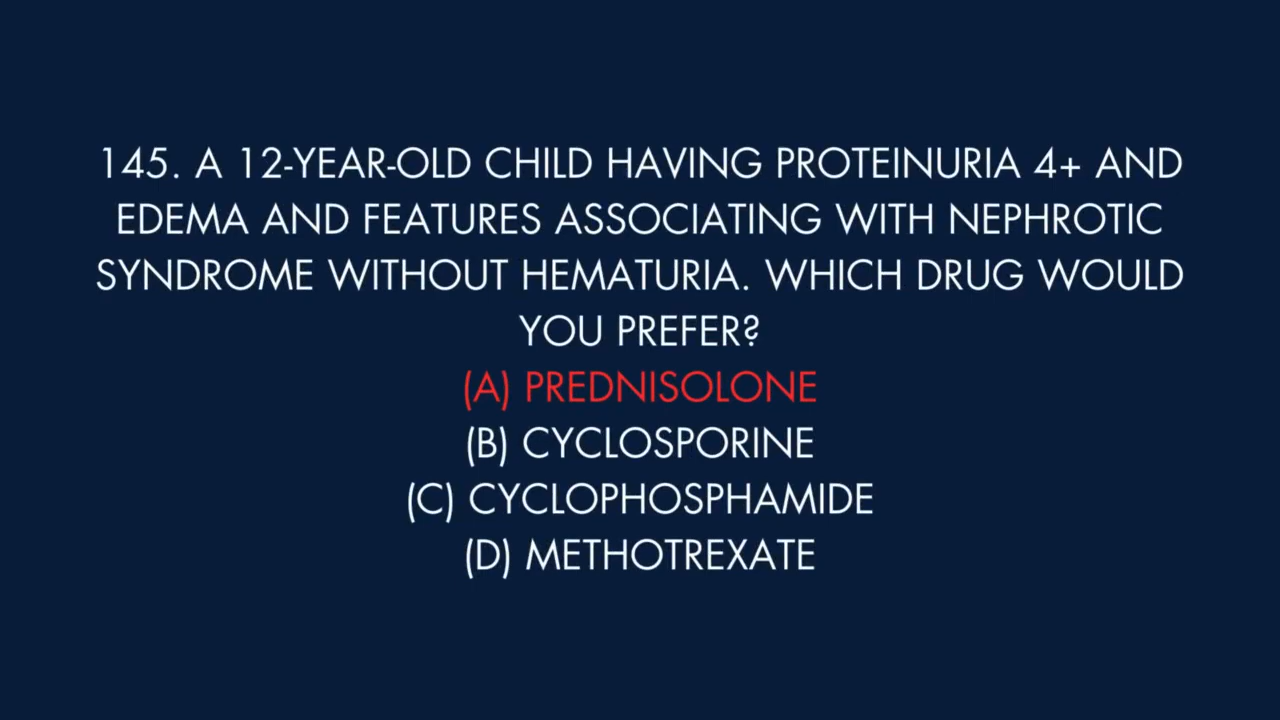 145. A 12-YEAR-OLD CHILD HAVING PROTEINURIA 4+ AND
EDEMA AND FEATURES ASSOCIATING WITH NEPHROTIC
SYNDROME WITHOUT HEMATURIA. WHICH DRUG WOULD
YOU PREFER?
(A) PREDNISOLONE
(B) CYCLOSPORINE
(C) CYCLOPHOSPHAMIDE
(D) METHOTREXATE